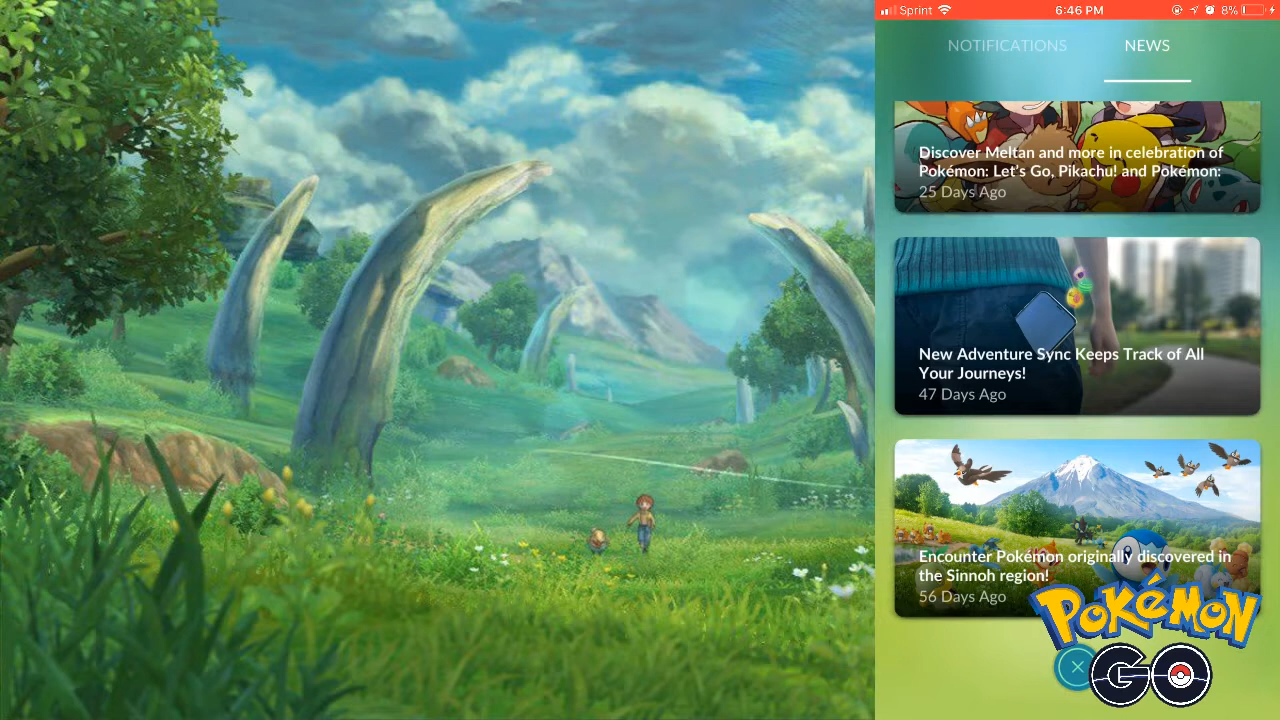 Sprint
6:46 PM
8%
NOTIFICATIONS
NEWS
Discover Meltan and more in celebration of
Pokémon: Let's Go, Pikachu! and Pokémon:
25 Days Ago
New Adventure Sync Keeps Track of All
Your Journeys!
47 Days Ago
Encounter Pokémon originally discovered in
the Sinnoh region!
56 Days Ago
POKéMON
GO